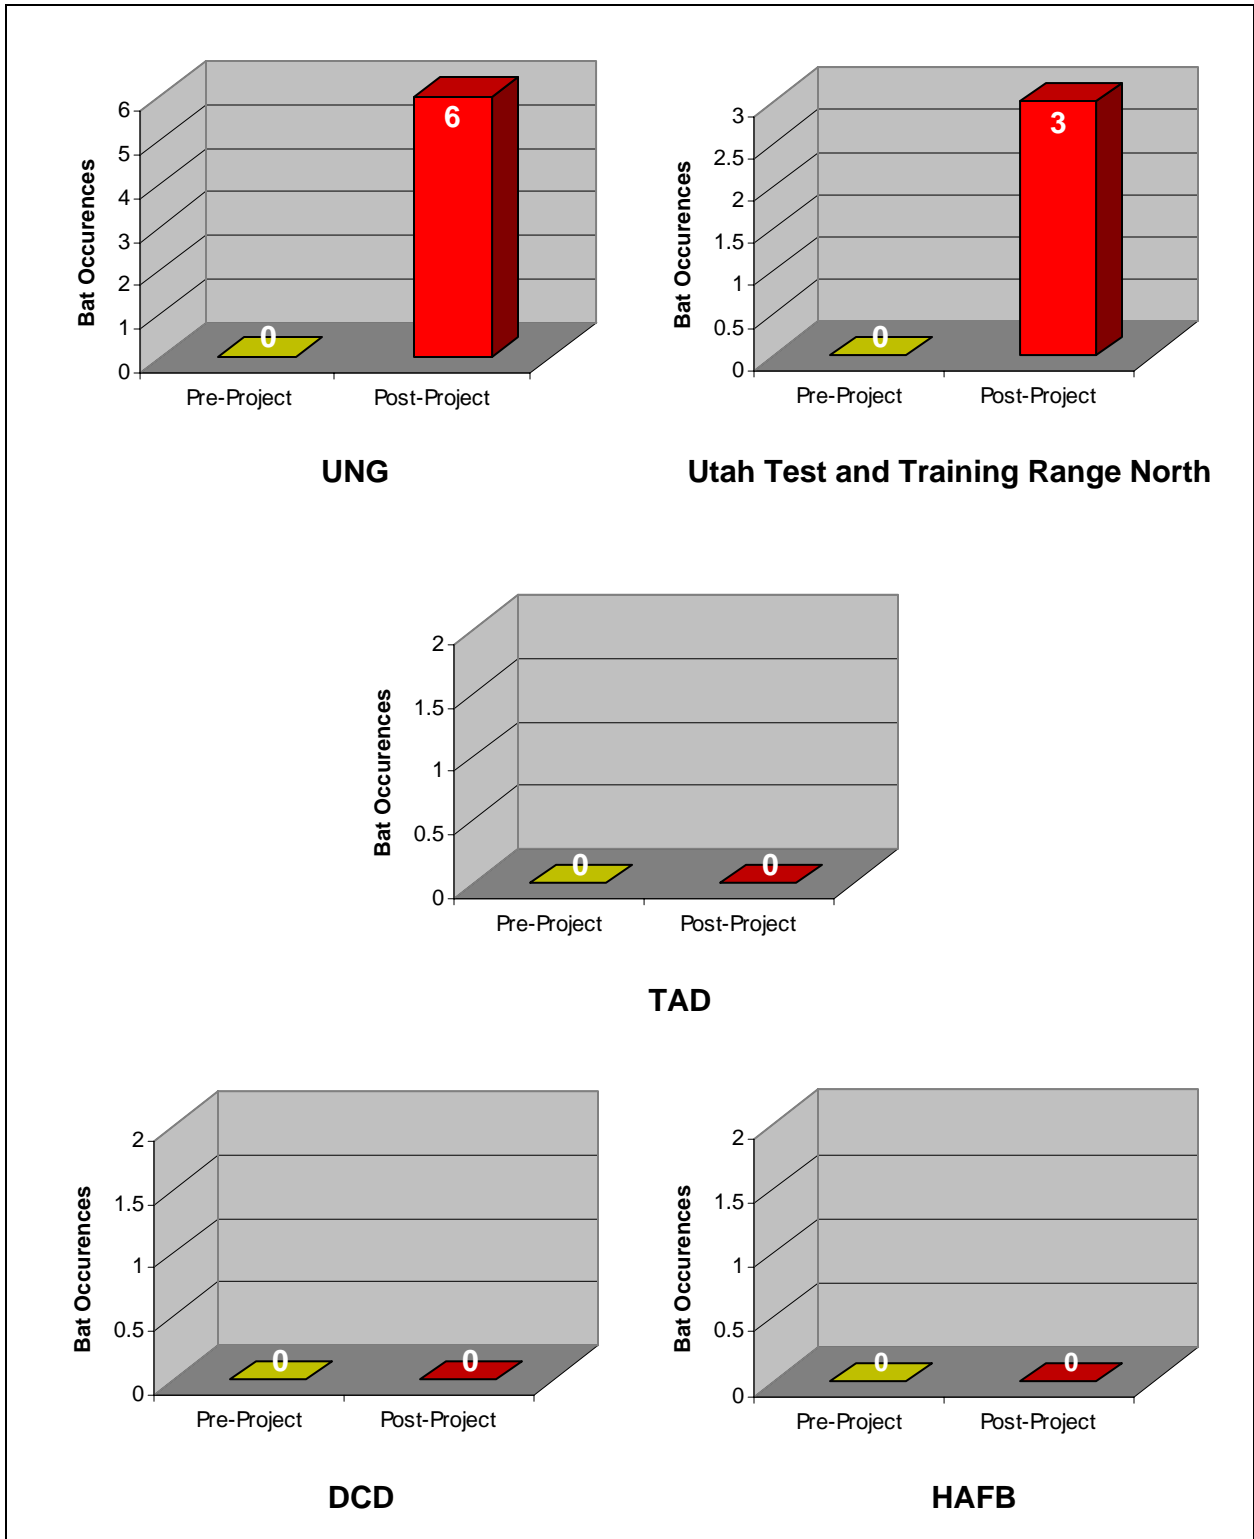 Bat Occurences
6
5
4
3
2
1
0
0
6
Pre-Project
Post-Project
UNG
Bat Occurences
3
2.5
2
1.5
1
0.5
0
0
3
Pre-Project
Post-Project
Utah Test and Training Range North
Bat Occurences
2
1.5
1
0.5
0
0
0
Pre-Project
Post-Project
TAD
Bat Occurences
2
1.5
1
0.5
0
0
0
Pre-Project
Post-Project
DCD
Bat Occurences
2
1.5
1
0.5
0
0
0
Pre-Project
Post-Project
HAFB